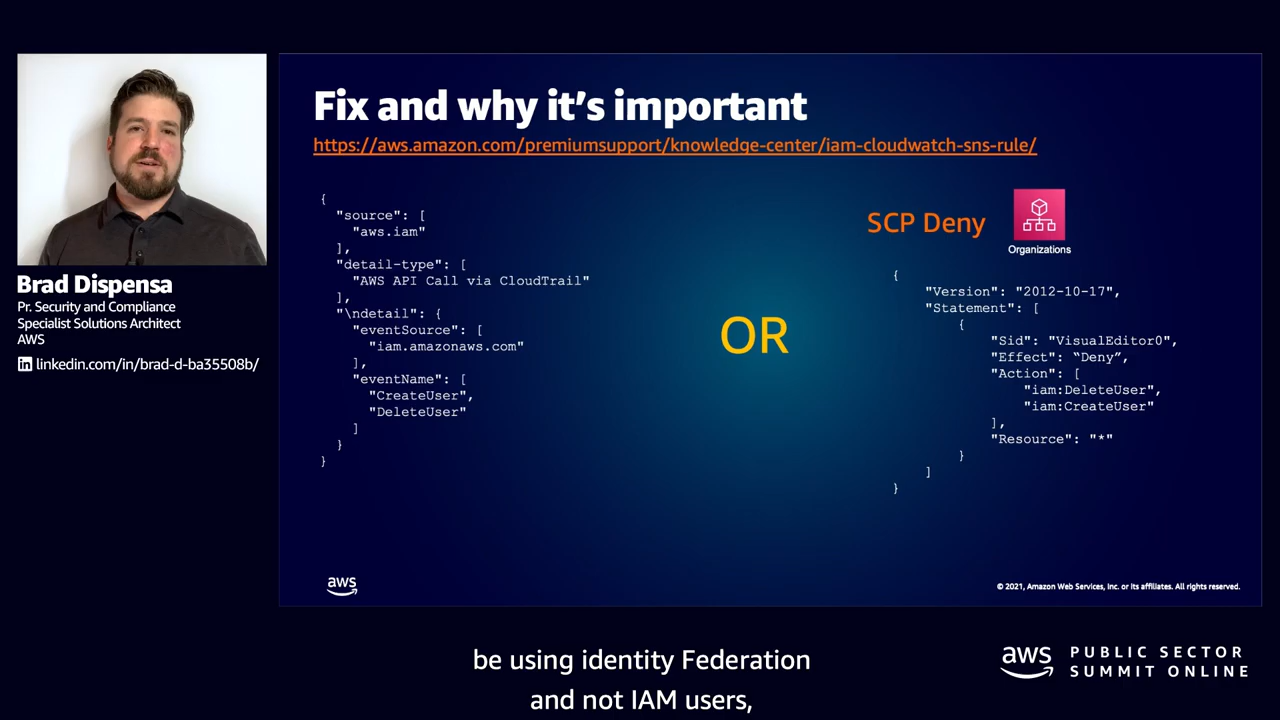 Fix and why it's important
https://aws.amazon.com/premiumsupport/knowledge-center/iam-cloudwatch-sns-rule/
{
"source": [
"aws.iam"
],
"detail-type": [
"AWS API Call via CloudTrail"
],
"\ndetail": {
"eventSource": [
"iam.amazonaws.com"
],
"eventName": [
"CreateUser",
"DeleteUser"
]
}
}
OR
SCP Deny
Organizations
{
"Version": "2012-10-17",
"Statement": [
{
"Sid": "VisualEditor0",
"Effect": “Deny”,
"Action": [
"iam:DeleteUser",
"iam:CreateUser"
],
"Resource": "*"
}
]
}
aws
© 2021, Amazon Web Services, Inc. or its affiliates. All rights reserved.
Brad Dispensa
Pr. Security and Compliance
Specialist Solutions Architect
AWS
in linkedin.com/in/brad-d-ba35508b/
be using identity Federation
and not IAM users,
aws PUBLIC SECTOR
SUMMIT ONLINE